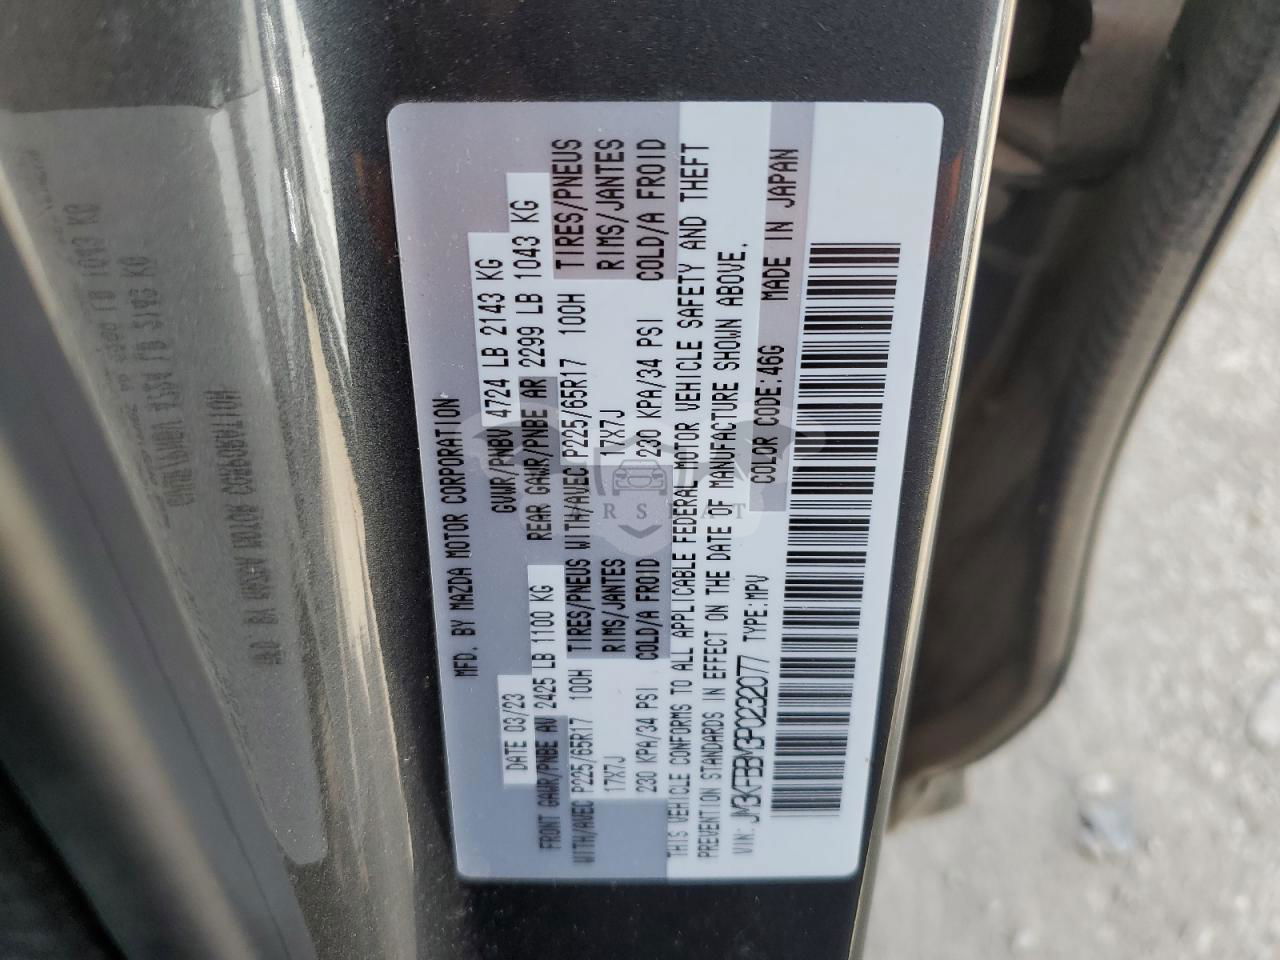 MFD. BY MAZDA MOTOR CORPORATION
DATE 03/23 GVWR/PNBV 4724 LB 2143 KG
FRONT GAWR/PNBE AV 2425 LB 1100 KG REAR GAWR/PNBE AR 2299 LB 1043 KG
WITH/AVEC P225/65R17 100H TIRES/PNEUS WITH/AVEC P225/65R17 100H TIRES/PNEUS
17X7J RIMS/JANTES 17X7J RIMS/JANTES
230 KPA/34 PSI COLD/A FROID 230 KPA/34 PSI COLD/A FROID
THIS VEHICLE CONFORMS TO ALL APPLICABLE FEDERAL MOTOR VEHICLE SAFETY AND THEFT
PREVENTION STANDARDS IN EFFECT ON THE DATE OF MANUFACTURE SHOWN ABOVE.
VIN: JM3KFBBM3P0232077 TYPE:MPV COLOR CODE:46G MADE IN JAPAN